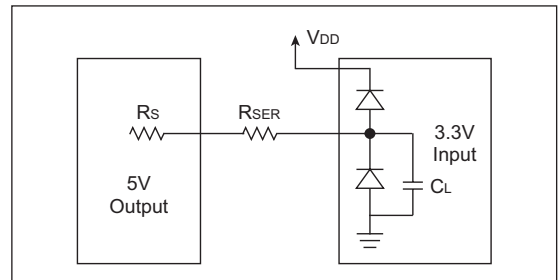 VDD
RS
RSER
3.3V
Input
5V
Output
CL